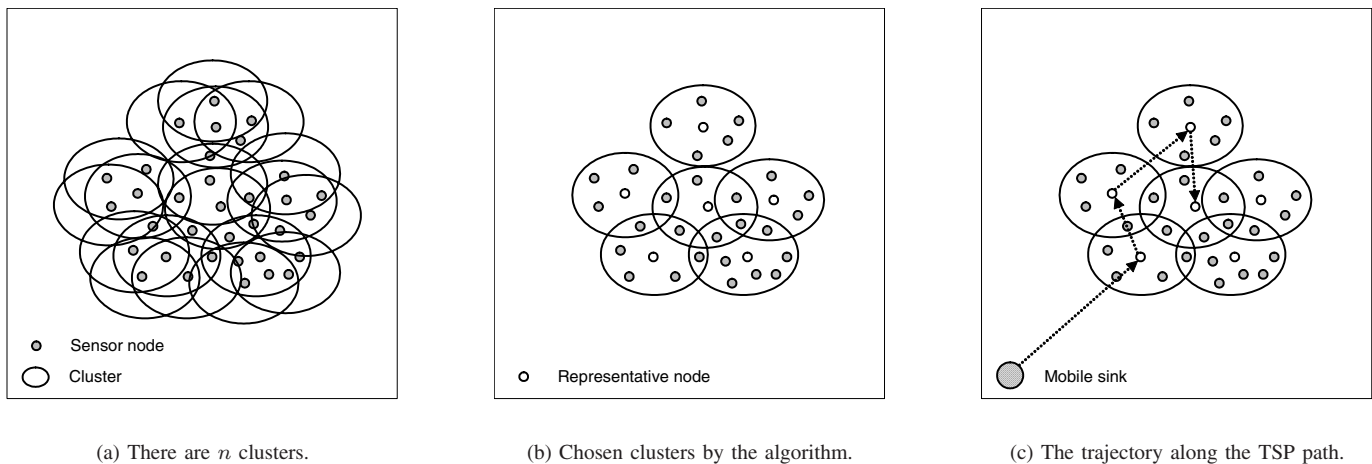 Sensor node
Cluster
Representative node
Mobile sink
(a) There are n clusters.
(b) Chosen clusters by the algorithm.
(c) The trajectory along the TSP path.